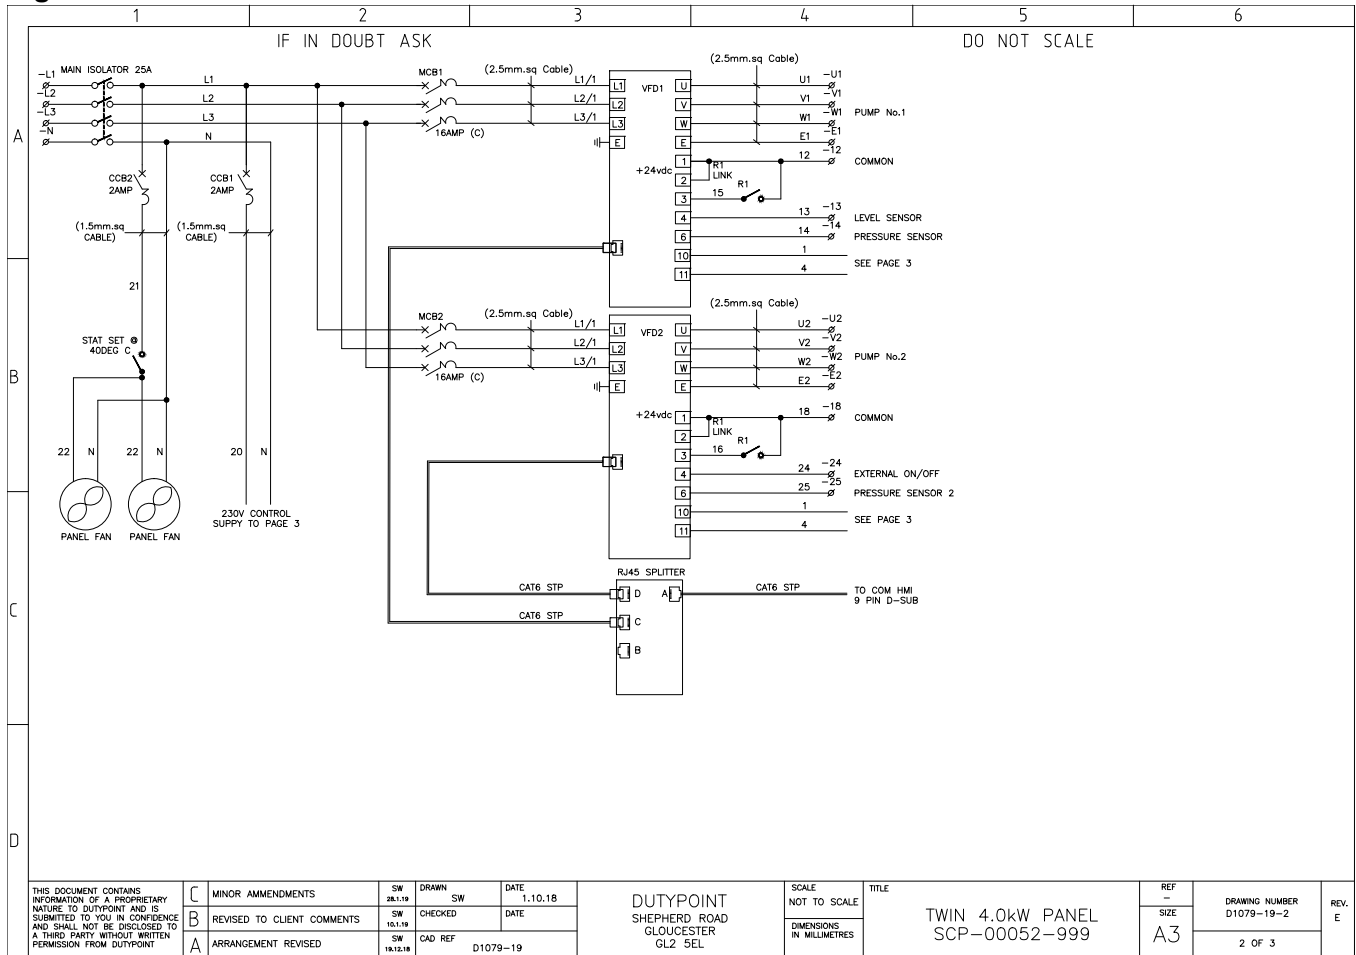 1 2 3 4 5 6
IF IN DOUBT ASK
DO NOT SCALE
A
B
C
D
MAIN ISOLATOR 25A
-L1
-L2
-L3
-N
L1
L2
L3
N
CCB2
2AMP
CCB1
2AMP
(1.5mm.sq
CABLE)
(1.5mm.sq
CABLE)
21
STAT SET @
40DEG C
22 N 22 N 20 N
PANEL FAN
PANEL FAN
230V CONTROL
SUPPY TO PAGE 3
MCB1
16AMP (C)
(2.5mm.sq Cable)
L1/1
L2/1
L3/1
L1
L2
L3
E
VFD1
+24vdc
U
V
W
E
1
2
3
4
6
10
11
(2.5mm.sq Cable)
U1 -U1
V1 -V1
W1 -W1
E1 -E1
PUMP No.1
12 -12 COMMON
R1
LINK
R1
15
13 -13 LEVEL SENSOR
14 -14 PRESSURE SENSOR
1
4
SEE PAGE 3
MCB2
16AMP (C)
(2.5mm.sq Cable)
L1/1
L2/1
L3/1
L1
L2
L3
E
VFD2
+24vdc
U
V
W
E
1
2
3
4
6
10
11
(2.5mm.sq Cable)
U2 -U2
V2 -V2
W2 -W2
E2 -E2
PUMP No.2
18 -18 COMMON
R1
LINK
R1
16
24 -24 EXTERNAL ON/OFF
25 -25 PRESSURE SENSOR 2
1
4
SEE PAGE 3
RJ45 SPLITTER
CAT6 STP
D
A
CAT6 STP
TO COM HMI
9 PIN D-SUB
CAT6 STP
C
B
THIS DOCUMENT CONTAINS
INFORMATION OF A PROPRIETARY
NATURE TO DUTYPOINT AND IS
SUBMITTED TO YOU IN CONFIDENCE
AND SHALL NOT BE DISCLOSED TO
A THIRD PARTY WITHOUT WRITTEN
PERMISSION FROM DUTYPOINT
C MINOR AMMENDMENTS SW 28.1.19
B REVISED TO CLIENT COMMENTS SW 10.1.19
A ARRANGEMENT REVISED SW 19.12.18
DRAWN
SW
DATE
1.10.18
CHECKED
DATE
CAD REF
D1079-19
DUTYPOINT
SHEPHERD ROAD
GLOUCESTER
GL2 5EL
SCALE
NOT TO SCALE
DIMENSIONS
IN MILLIMETRES
TITLE
TWIN 4.0kW PANEL
SCP-00052-999
REF
-
SIZE
A3
DRAWING NUMBER
D1079-19-2
2 OF 3
REV.
E